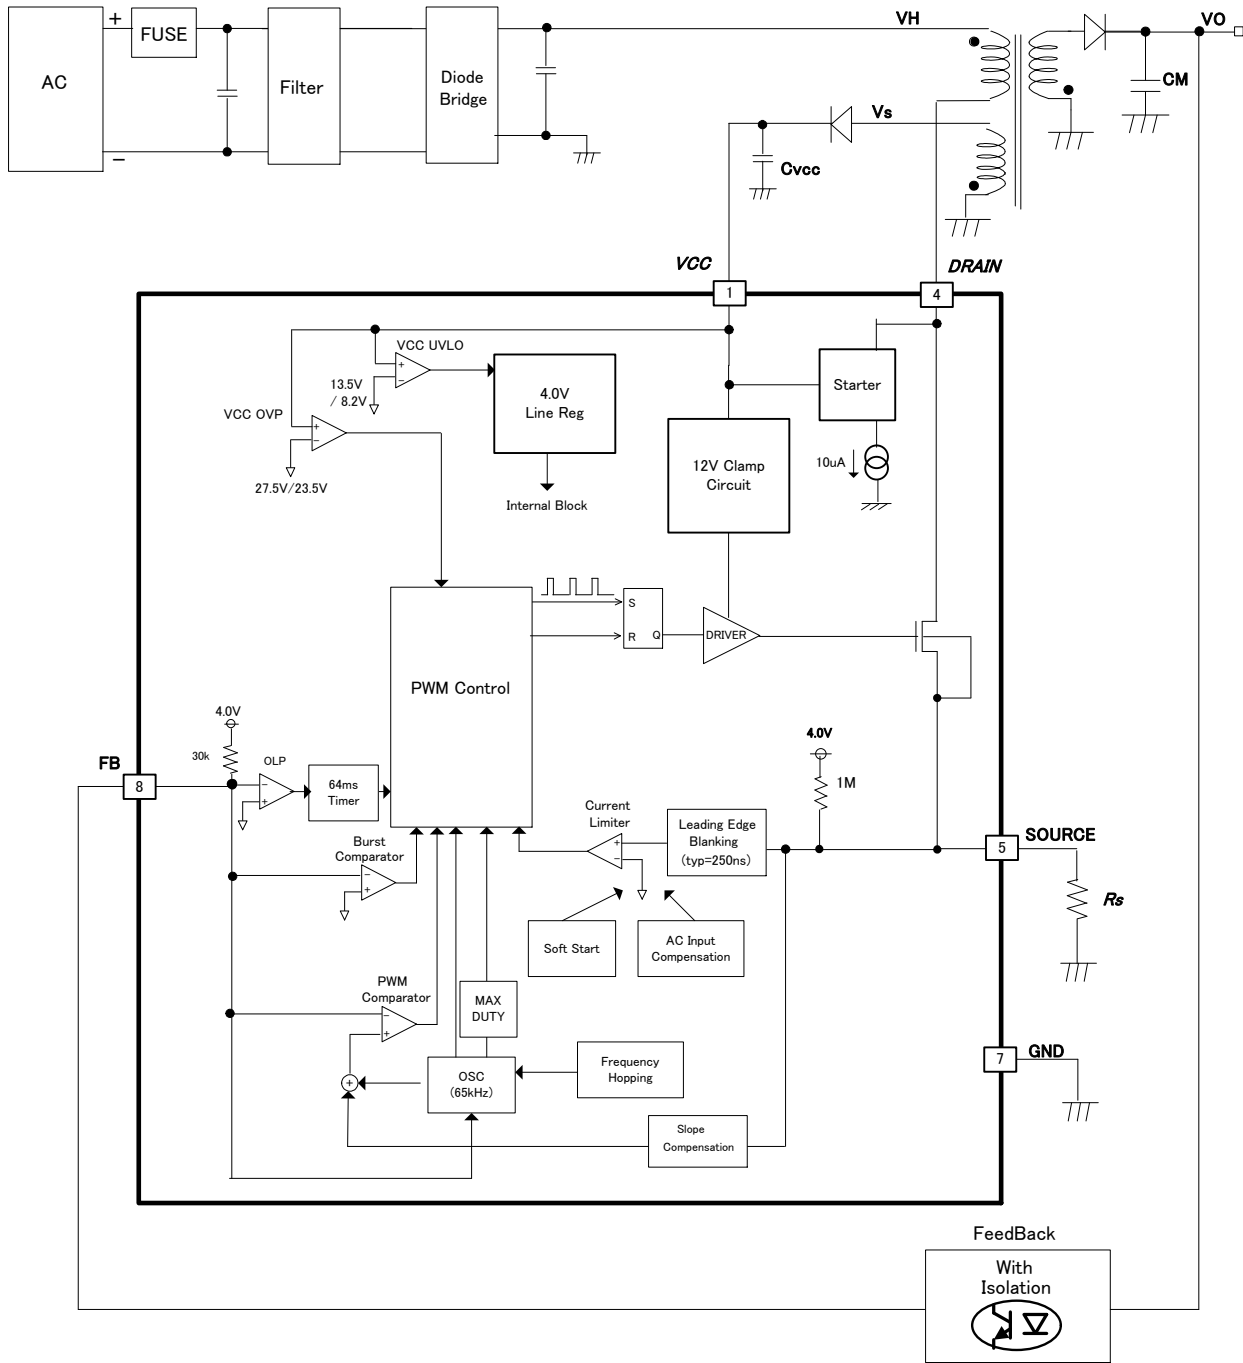 VH
VO
+
FUSE
AC
Filter
Diode
Bridge
CM
−
Vs
Cvcc
VCC
DRAIN
1
4
VCC UVLO
+
−
13.5V
/ 8.2V
4.0V
Line Reg
Starter
VCC OVP
+
−
27.5V/23.5V
12V Clamp
Circuit
10uA
Internal Block
S
R
Q
DRIVER
PWM Control
4.0V
30k
FB
8
OLP
−
+
64ms
Timer
4.0V
1M
Current
Limiter
+
−
Leading Edge
Blanking
(typ=250ns)
SOURCE
5
Rs
Burst
Comparator
−
+
Soft Start
AC Input
Compensation
PWM
Comparator
−
+
MAX
DUTY
+
OSC
(65kHz)
Frequency
Hopping
7
GND
Slope
Compensation
FeedBack
With
Isolation